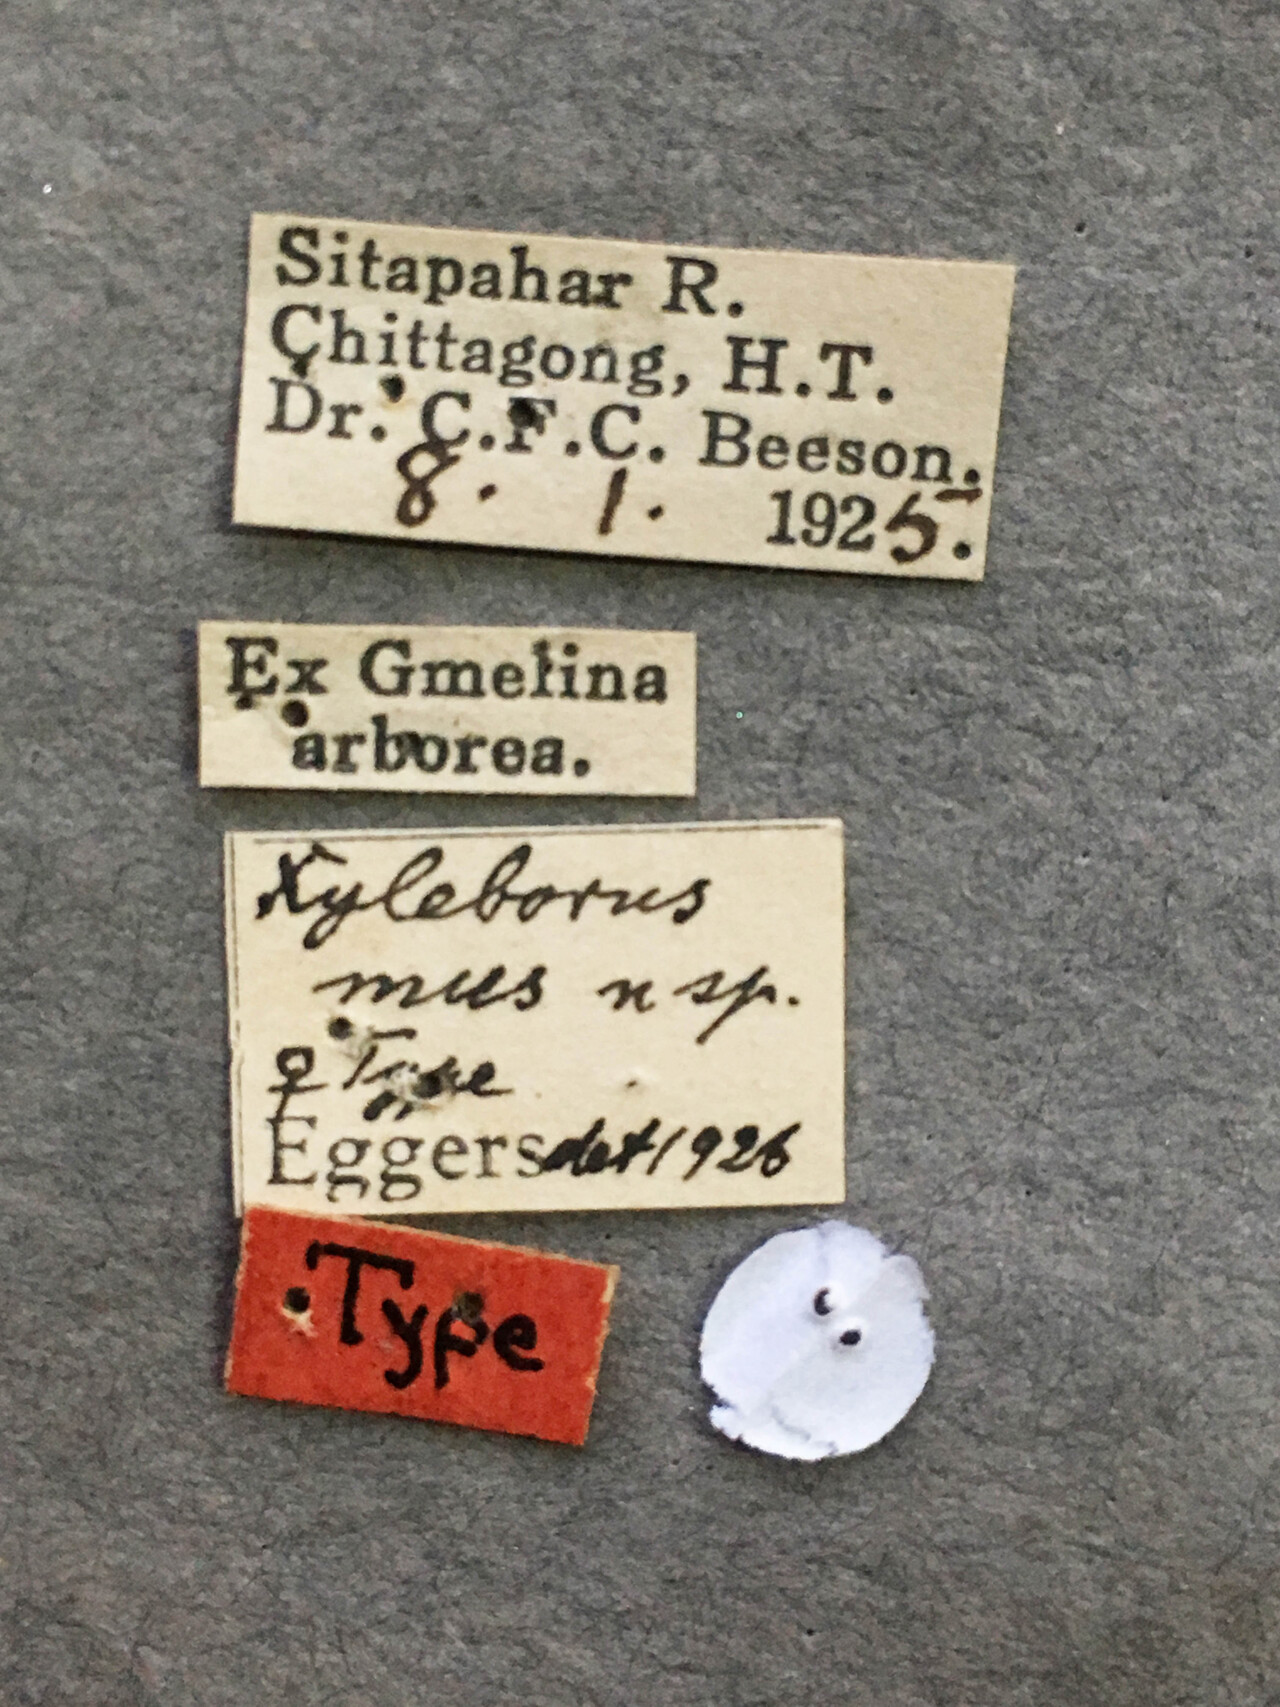 Sitapahar R.
Chittagong, H.T.
Dr. C.F.C. Beeson.
8. 1. 1925.
Ex Gmelina
arborea.
Xyleborus
mus n sp.
♀ Type
Eggers det 1926
Type